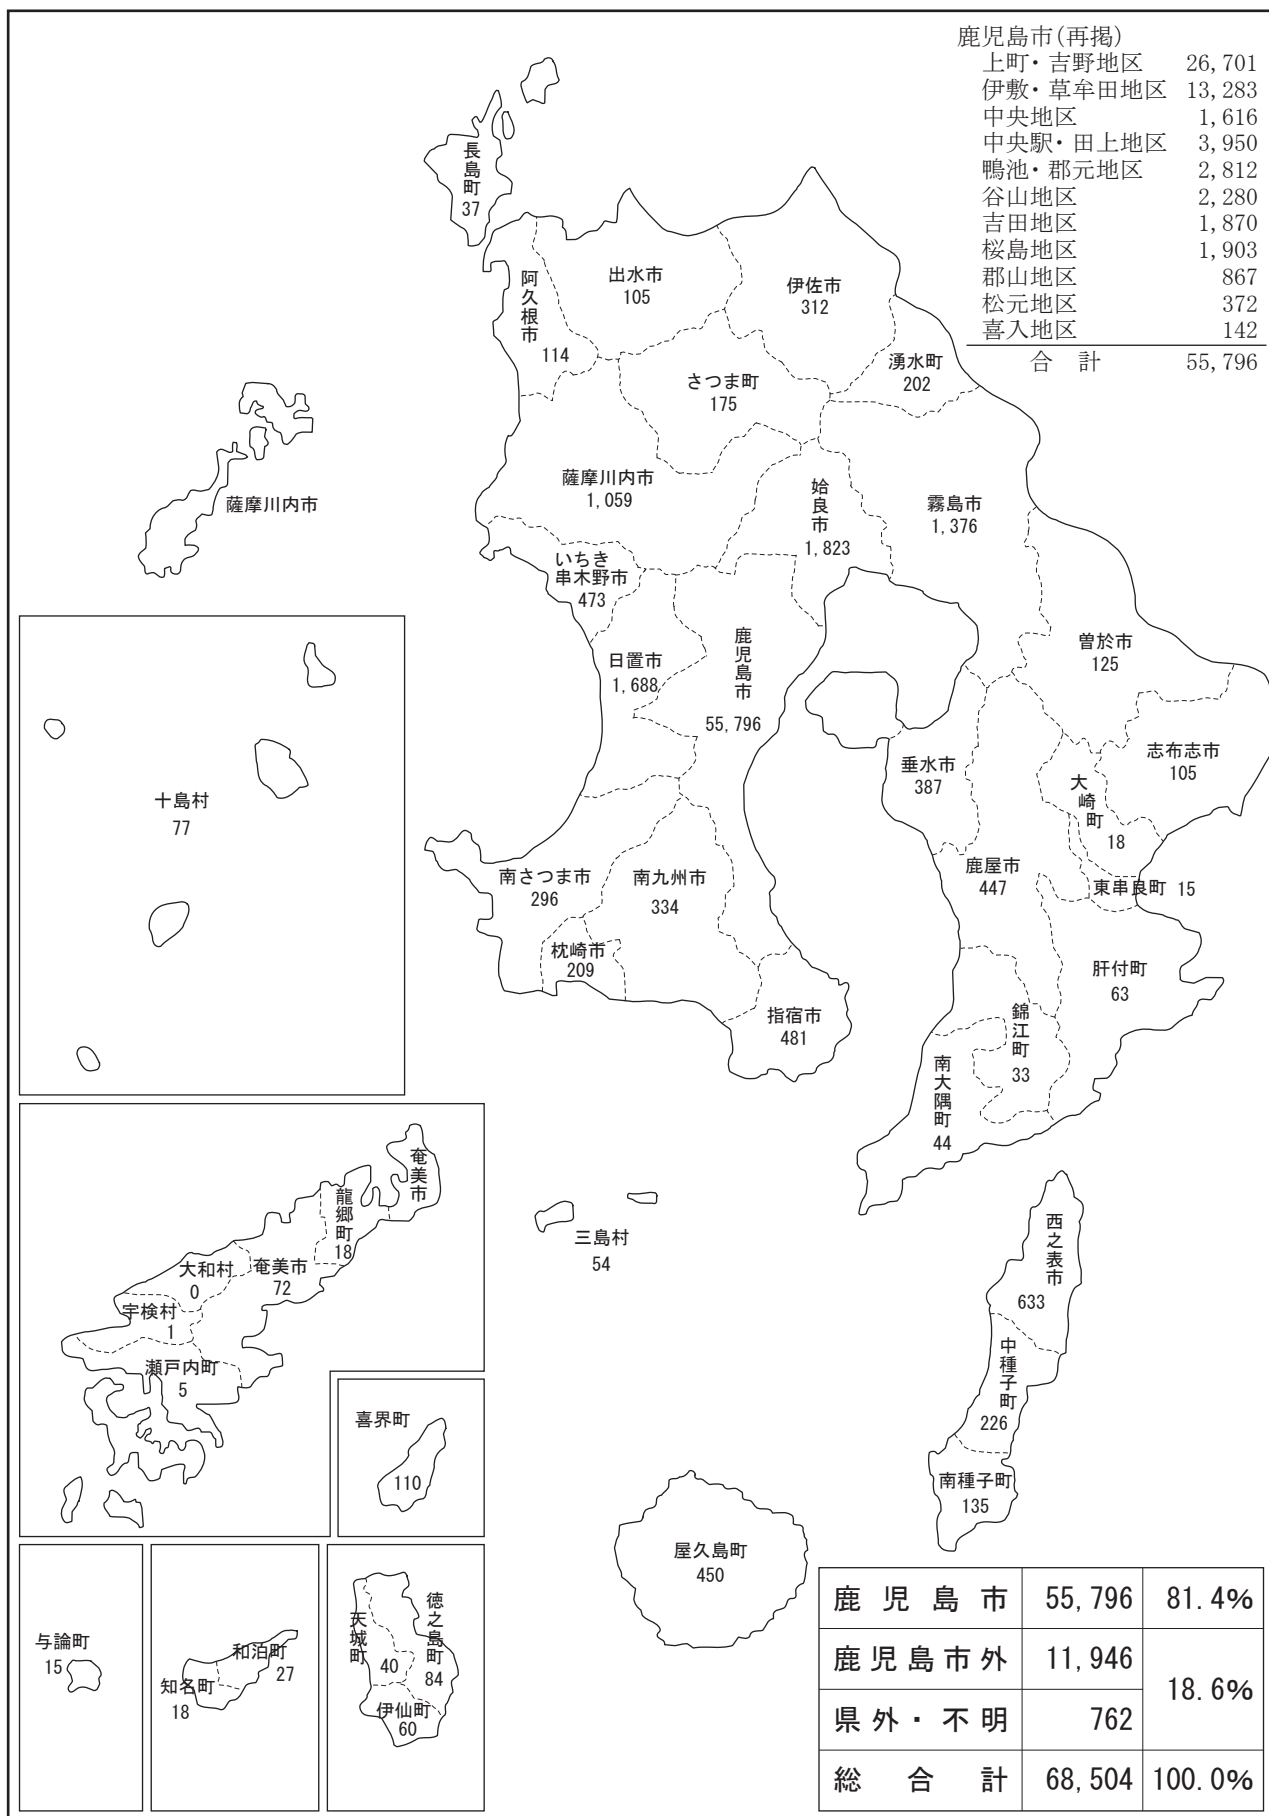 鹿児島市(再掲)
上町・吉野地区 26,701
伊敷・草牟田地区 13,283
中央地区 1,616
中央駅・田上地区 3,950
鴨池・郡元地区 2,812
谷山地区 2,280
吉田地区 1,870
桜島地区 1,903
郡山地区 867
松元地区 372
喜入地区 142
合計 55,796
長島町
37
出水市
105
阿久根市
114
伊佐市
312
湧水町
202
さつま町
175
薩摩川内市
1,059
薩摩川内市
姶良市
1,823
霧島市
1,376
いちき
串木野市
473
日置市
1,688
鹿児島市
55,796
曽於市
125
志布志市
105
垂水市
387
大崎町
18
鹿屋市
447
東串良町 15
南さつま市
296
南九州市
334
枕崎市
209
指宿市
481
肝付町
63
錦江町
33
南大隅町
44
十島村
77
三島村
54
奄美市
龍郷町
18
大和村
0
奄美市
72
宇検村
1
瀬戸内町
5
喜界町
110
西之表市
633
中種子町
226
南種子町
135
屋久島町
450
与論町
15
和泊町
27
知名町
18
天城町
40
徳之島町
84
伊仙町
60
鹿児島市 55,796 81.4%
鹿児島市外 11,946
18.6%
県外・不明 762
総合計 68,504 100.0%